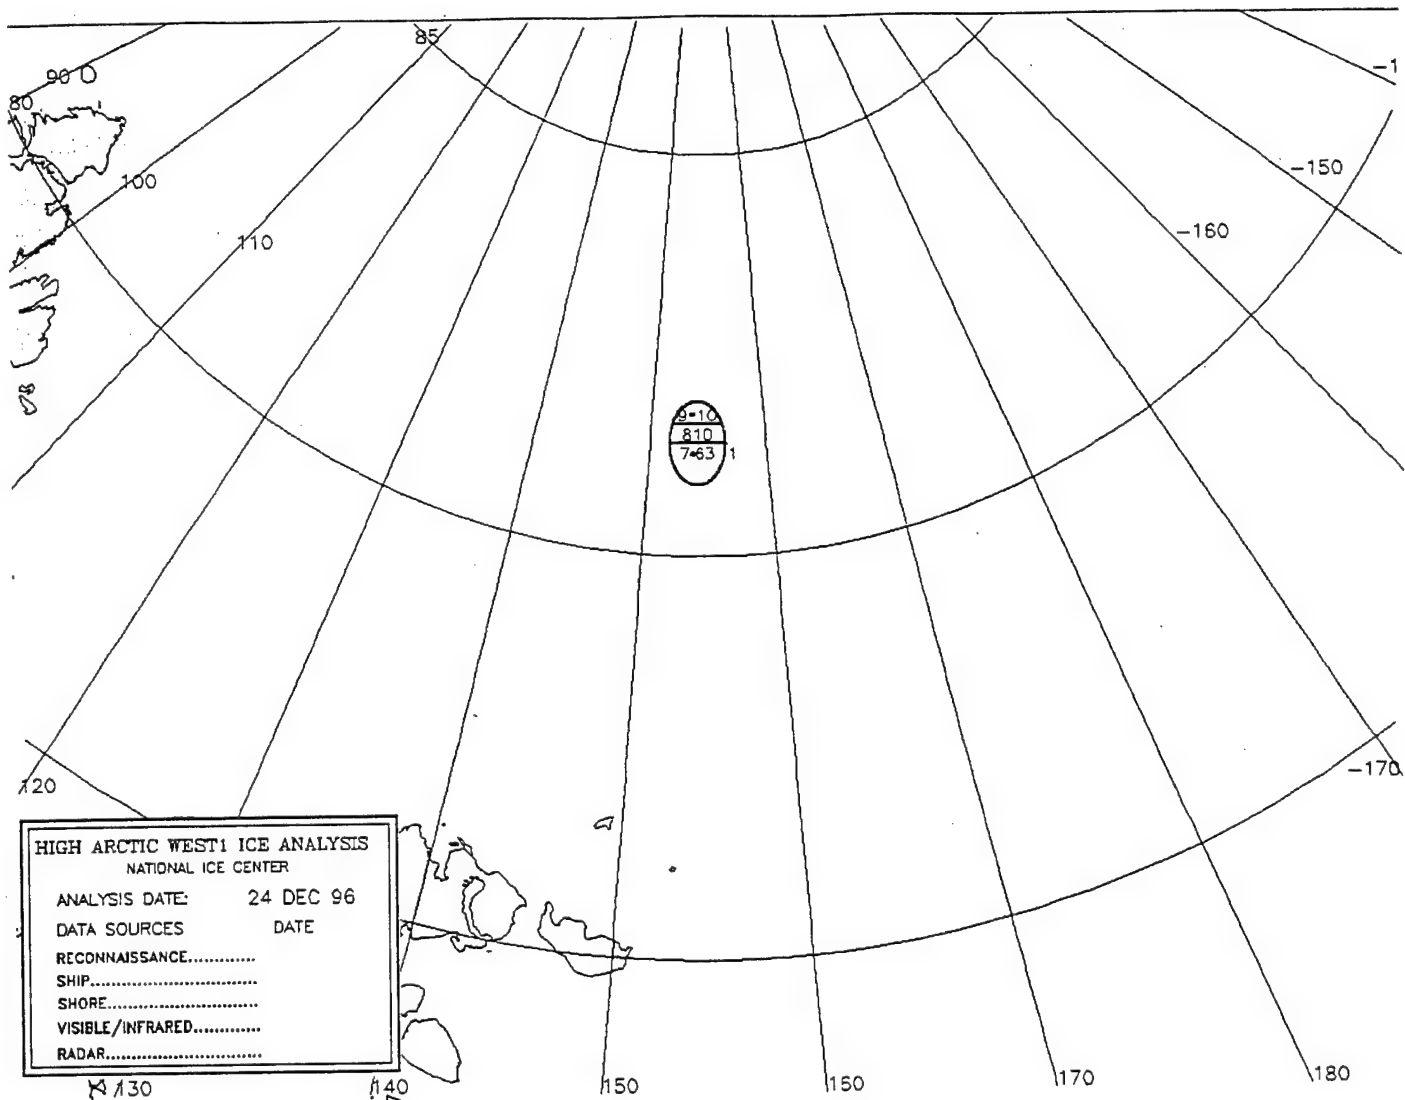 85
90
80
-1
100
-150
110
-160
9•10
810
7•63 1
120
-170
HIGH ARCTIC WEST1 ICE ANALYSIS
NATIONAL ICE CENTER
ANALYSIS DATE: 24 DEC 96
DATA SOURCES DATE
RECONNAISSANCE.............
SHIP................................
SHORE.............................
VISIBLE/INFRARED.............
RADAR..............................
130
140
150
160
170
180